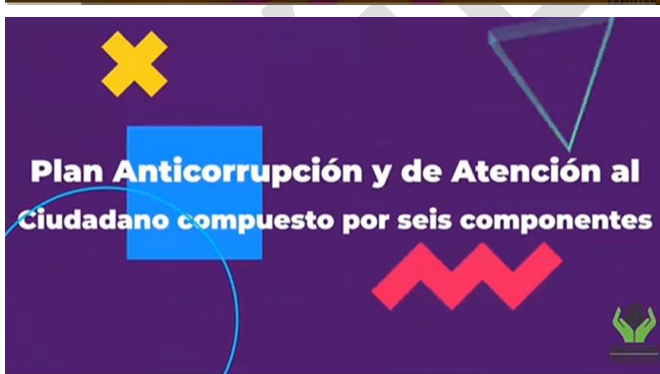 Plan Anticorrupción y de Atención al
Ciudadano compuesto por seis componentes